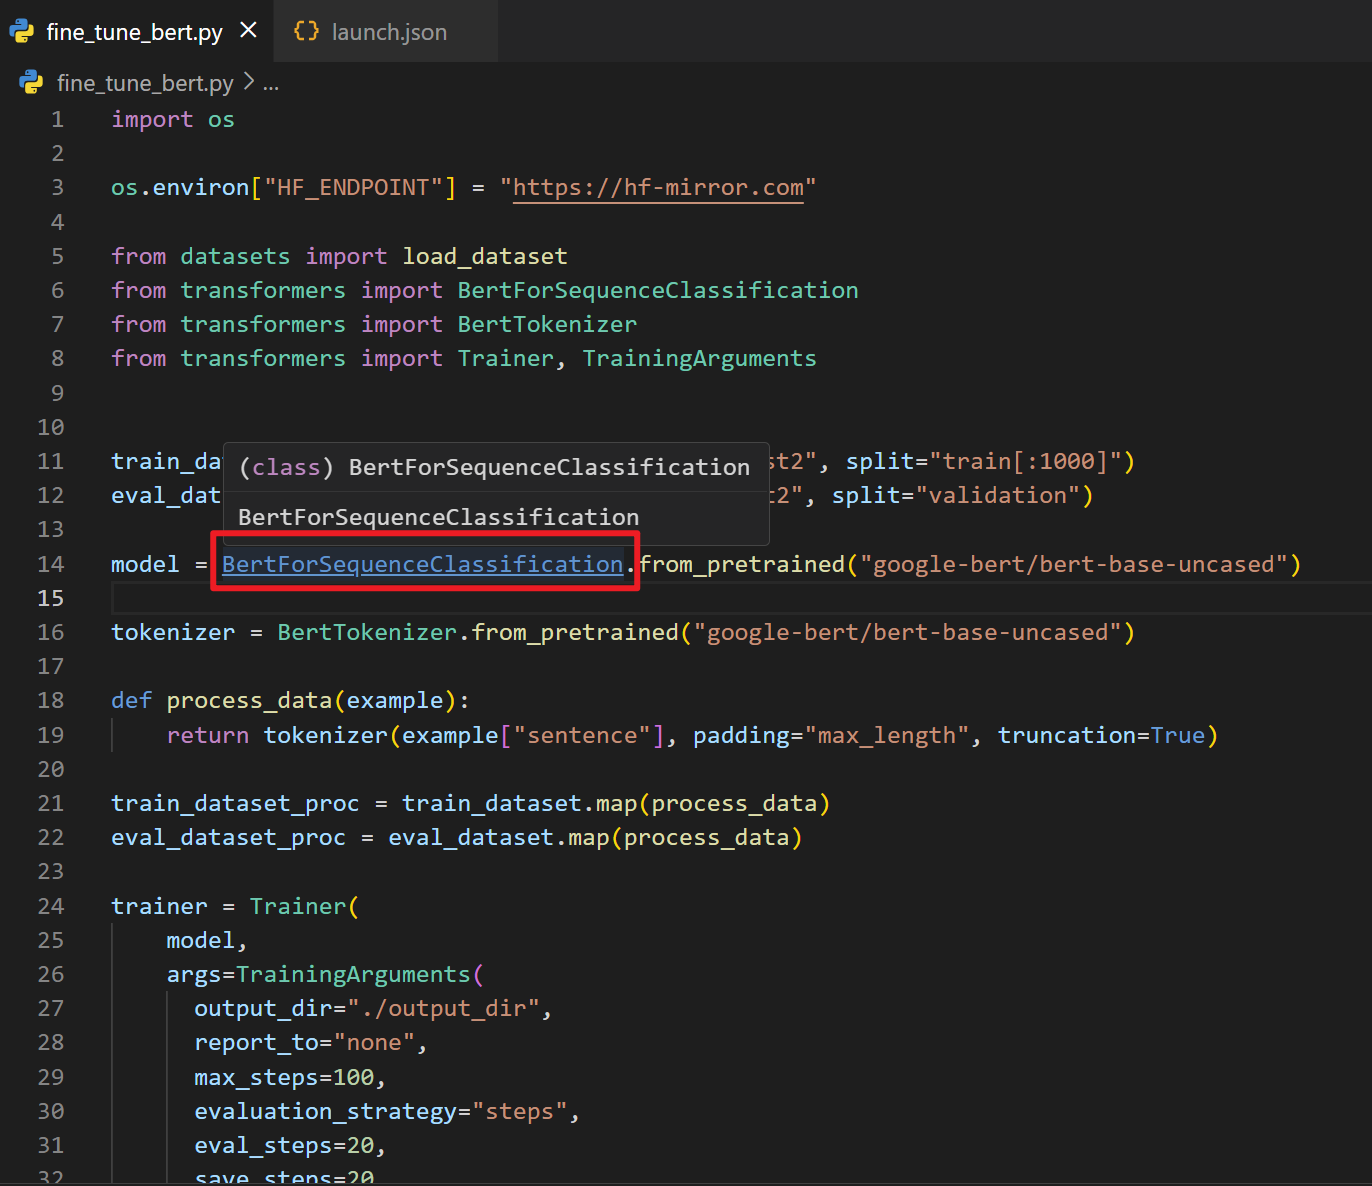 fine_tune_bert.py × {} launch.json
fine_tune_bert.py > ...
1 import os
2
3 os.environ["HF_ENDPOINT"] = "https://hf-mirror.com"
4
5 from datasets import load_dataset
6 from transformers import BertForSequenceClassification
7 from transformers import BertTokenizer
8 from transformers import Trainer, TrainingArguments
9
10
(class) BertForSequenceClassification
11 train_da st2", split="train[:1000]")
12 eval_dat t2", split="validation")
BertForSequenceClassification
13
14 model = BertForSequenceClassification.from_pretrained("google-bert/bert-base-uncased")
15
16 tokenizer = BertTokenizer.from_pretrained("google-bert/bert-base-uncased")
17
18 def process_data(example):
19 return tokenizer(example["sentence"], padding="max_length", truncation=True)
20
21 train_dataset_proc = train_dataset.map(process_data)
22 eval_dataset_proc = eval_dataset.map(process_data)
23
24 trainer = Trainer(
25 model,
26 args=TrainingArguments(
27 output_dir="./output_dir",
28 report_to="none",
29 max_steps=100,
30 evaluation_strategy="steps",
31 eval_steps=20,
32 save_steps=20